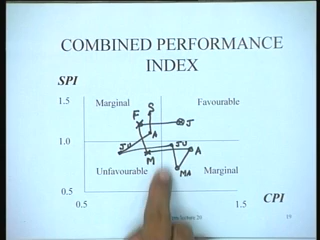 COMBINED PERFORMANCE
INDEX
SPI
1.5 Marginal S Favourable
F J
A
1.0 JU JU A
M
Unfavourable MA Marginal
0.5
CPI
0.5 1.5
19